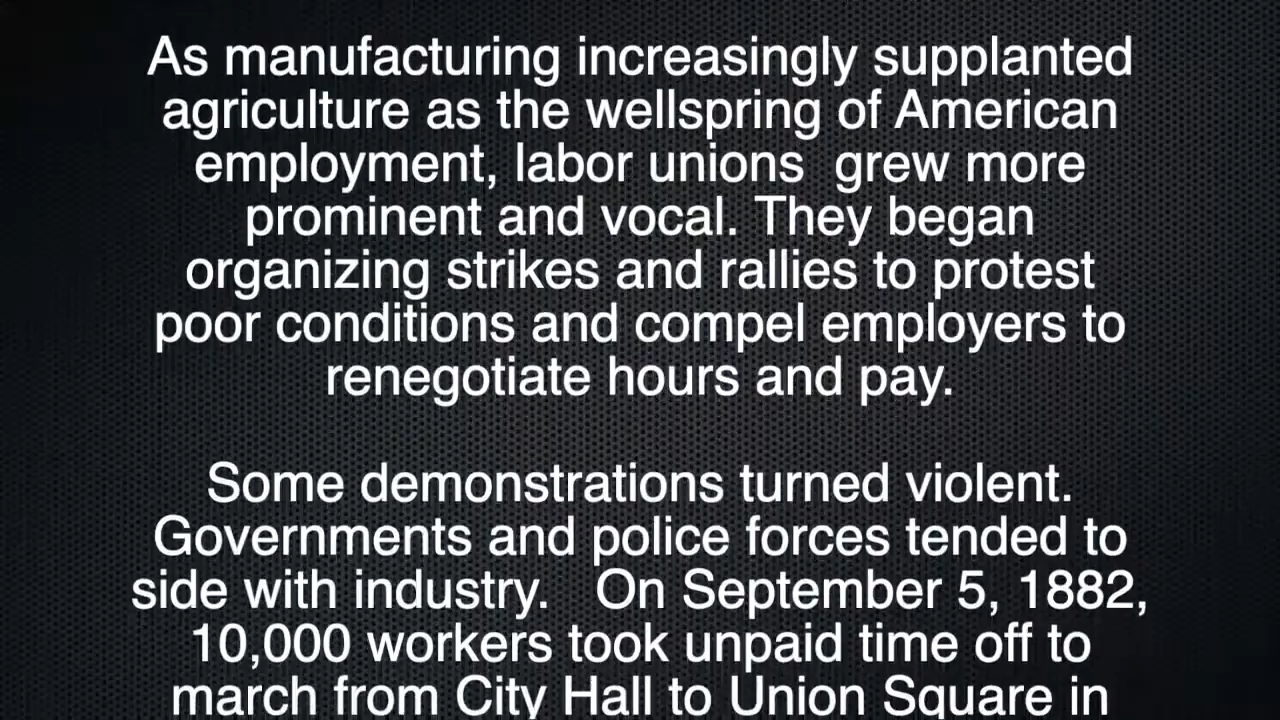 As manufacturing increasingly supplanted
agriculture as the wellspring of American
employment, labor unions  grew more
prominent and vocal. They began
organizing strikes and rallies to protest
poor conditions and compel employers to
renegotiate hours and pay.
Some demonstrations turned violent.
Governments and police forces tended to
side with industry.   On September 5, 1882,
10,000 workers took unpaid time off to
march from City Hall to Union Square in